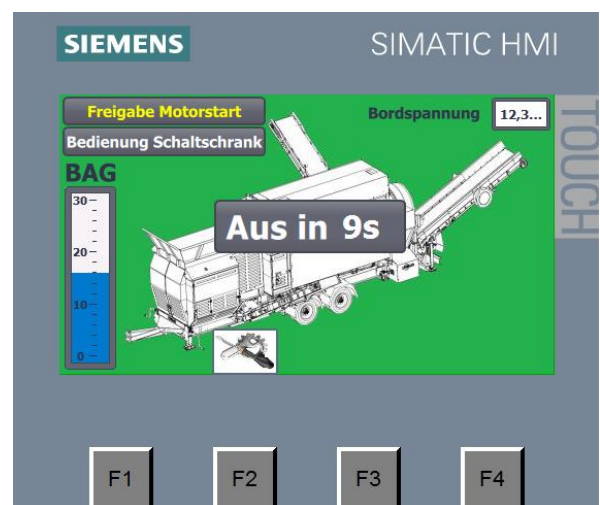 SIEMENS
SIMATIC HMI
TOUCH
Freigabe Motorstart
Bordspannung
12,3...
Bedienung Schaltschrank
BAG
30
20
10
0
Aus in 9s
F1
F2
F3
F4